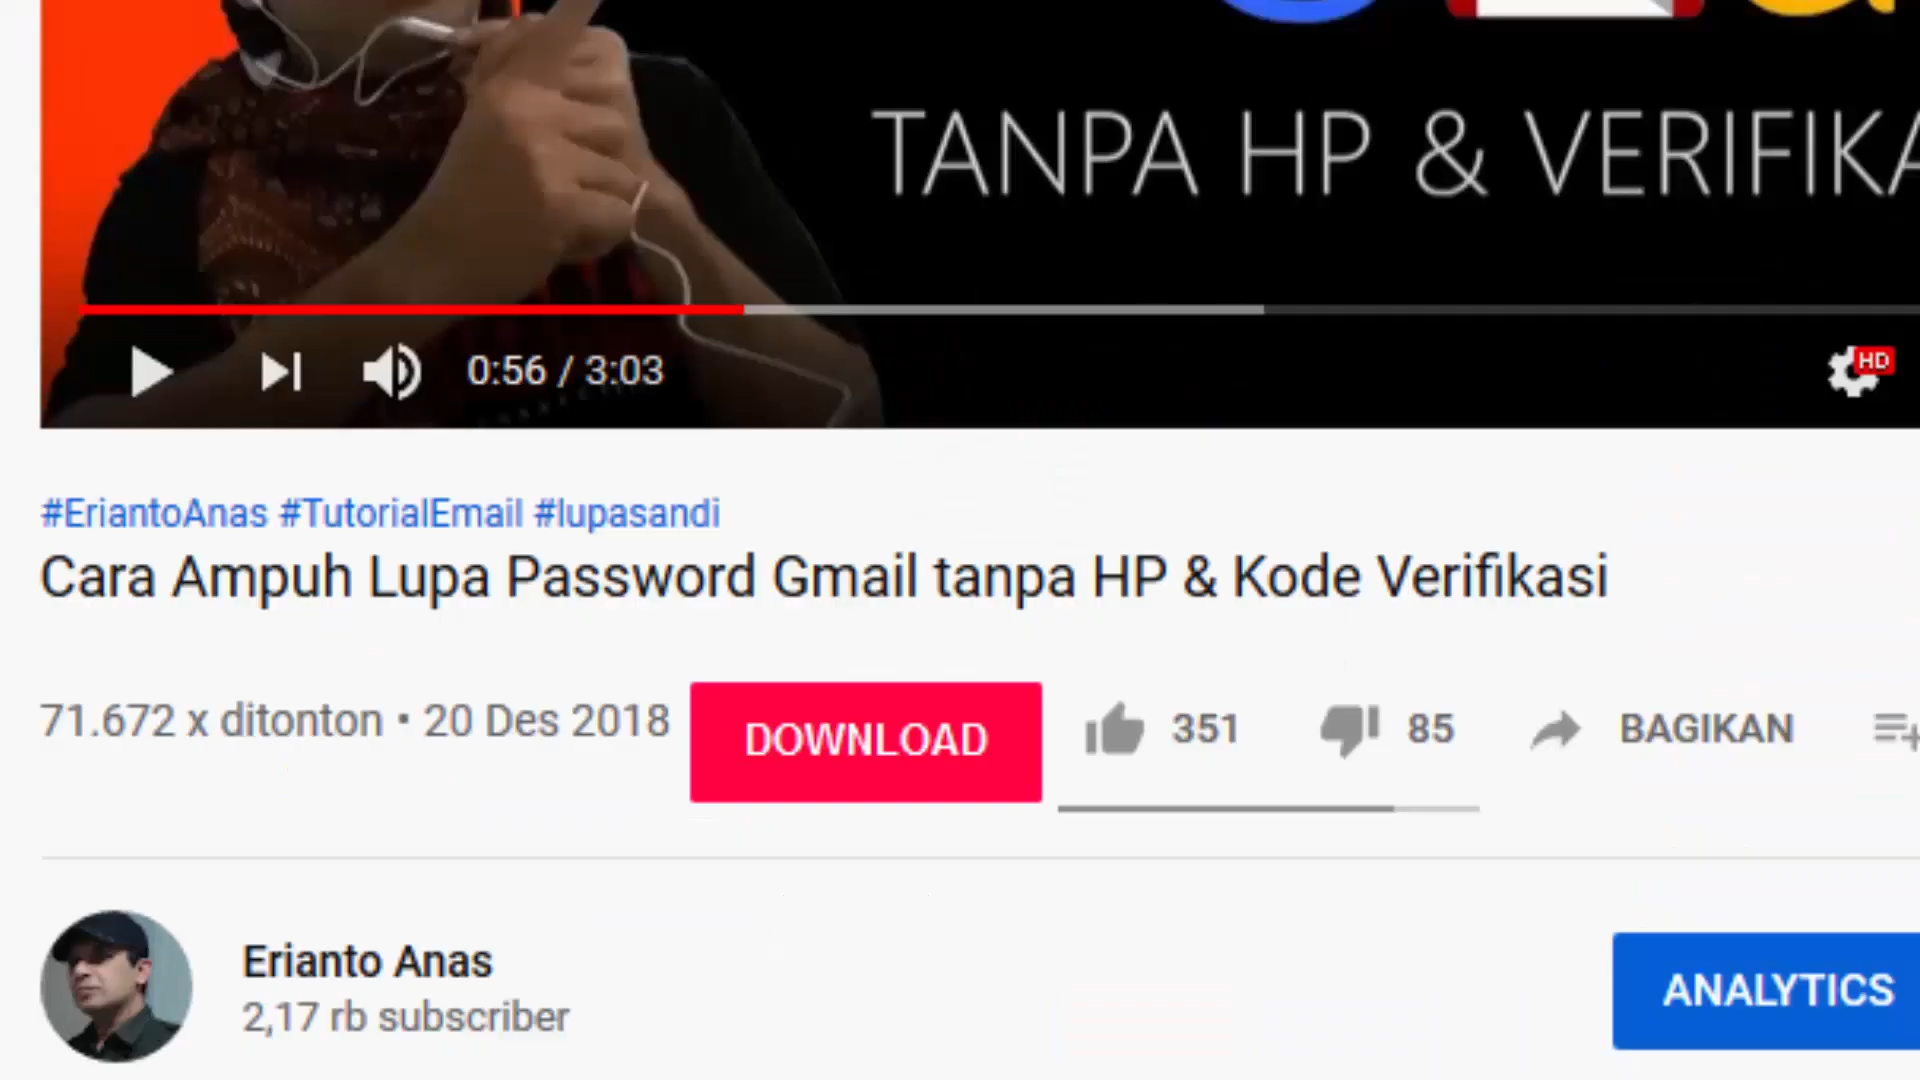 TANPA HP & VERIFIKA
HD
0:56 / 3:03
#EriantoAnas #TutorialEmail #lupasandi
Cara Ampuh Lupa Password Gmail tanpa HP & Kode Verifikasi
71.672 x ditonton • 20 Des 2018 DOWNLOAD 351 85 BAGIKAN
Erianto Anas
2,17 rb subscriber
ANALYTICS